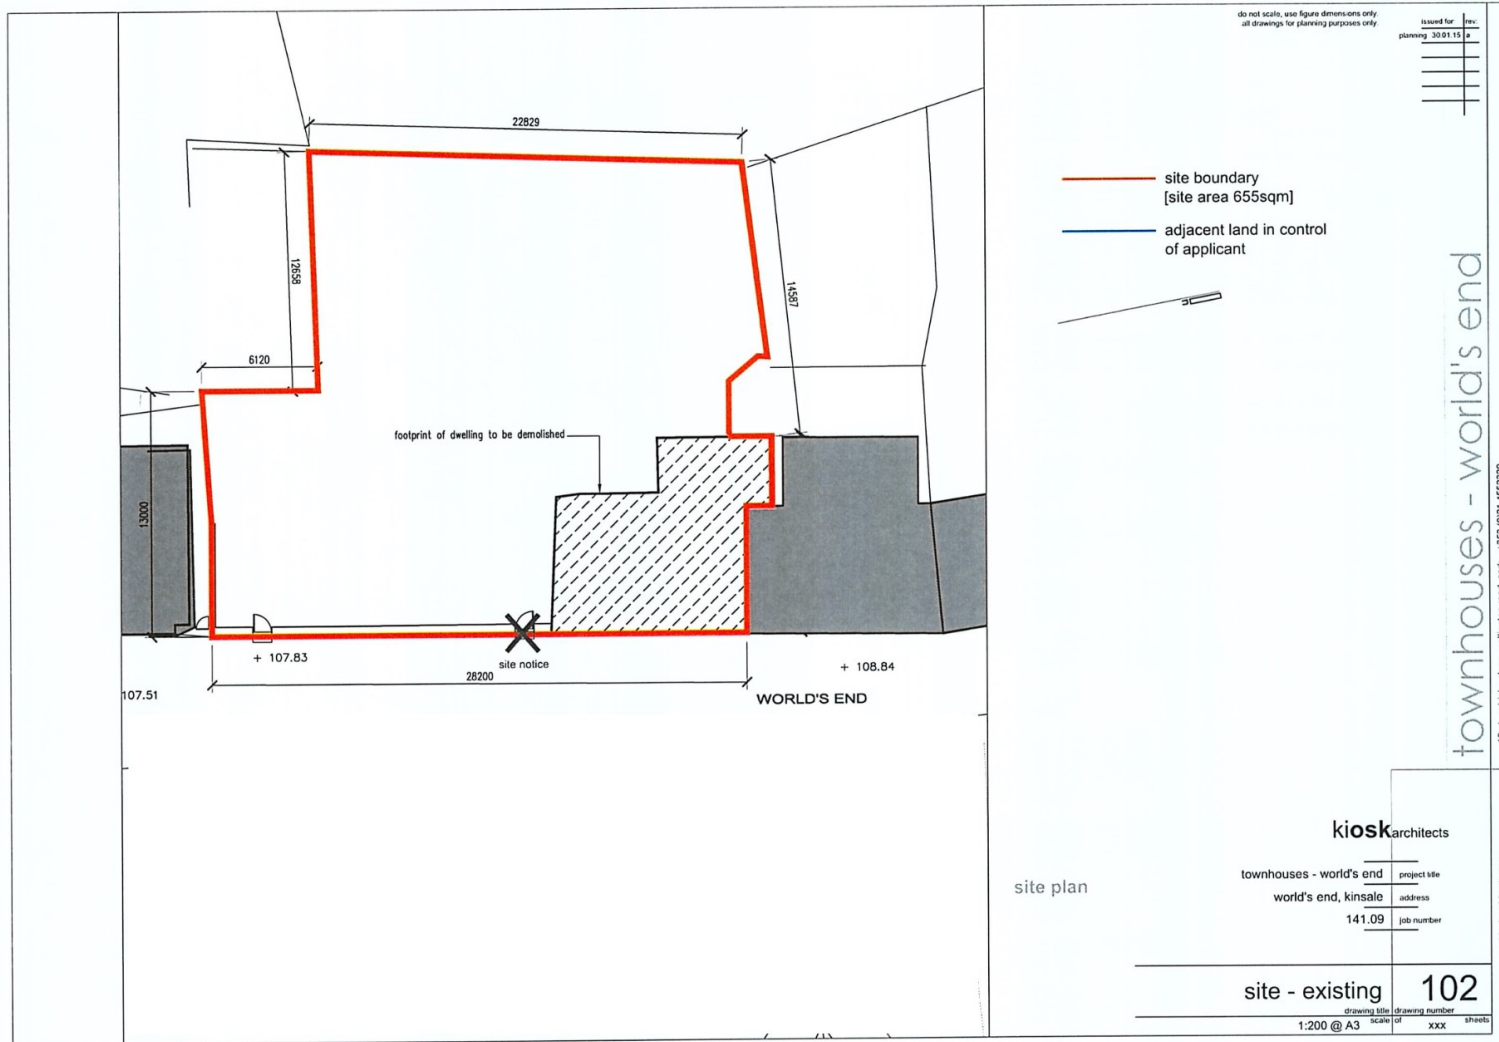 do not scale, use figure dimensions only.
all drawings for planning purposes only.
issued for rev:
planning 30.01.15 a
22829
site boundary
[site area 655sqm]
adjacent land in control
of applicant
12658
14587
6120
footprint of dwelling to be demolished
13000
townhouses - world's end
+ 107.83
site notice
+ 108.84
28200
107.51
WORLD'S END
kioskarchitects
site plan
townhouses - world's end project title
world's end, kinsale address
141.09 job number
site - existing 102
drawing title drawing number
1:200 @ A3 scale of xxx sheets